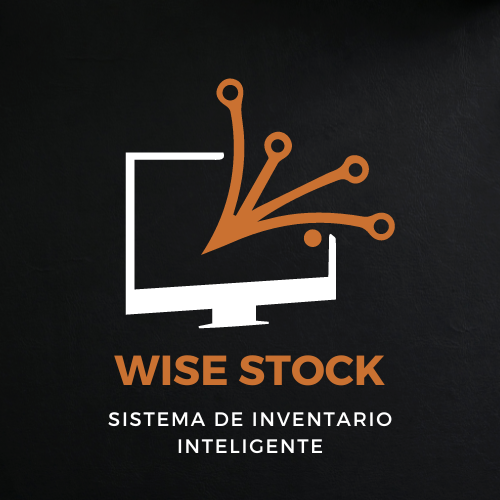 WISE STOCK
SISTEMA DE INVENTARIO
INTELIGENTE